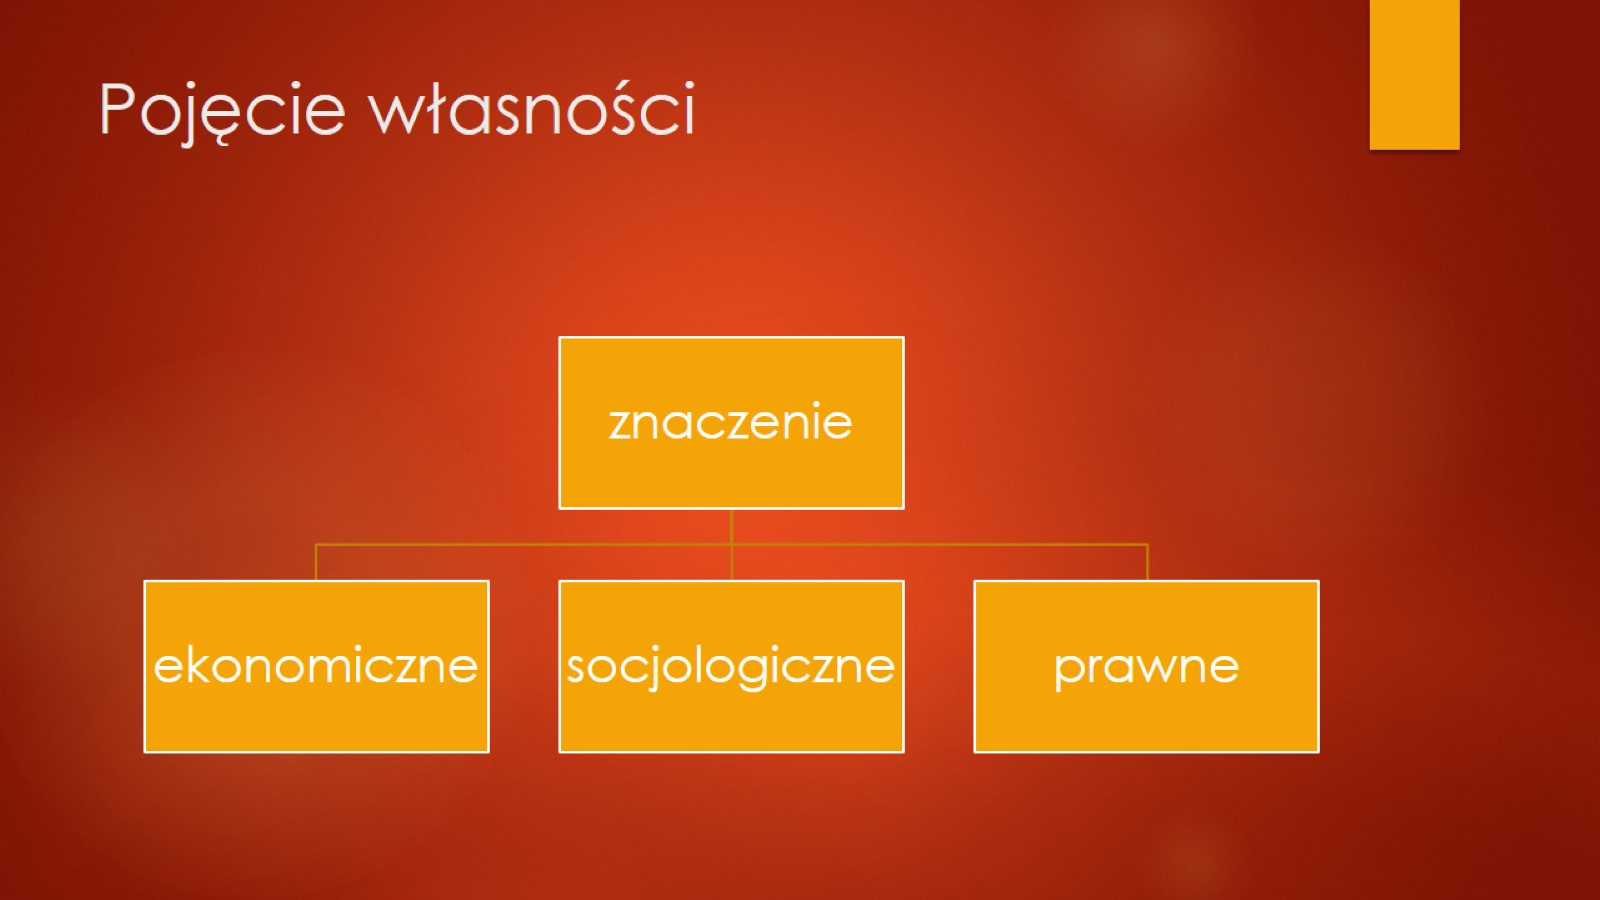 Pojęcie własności
znaczenie
ekonomiczne
socjologiczne
prawne